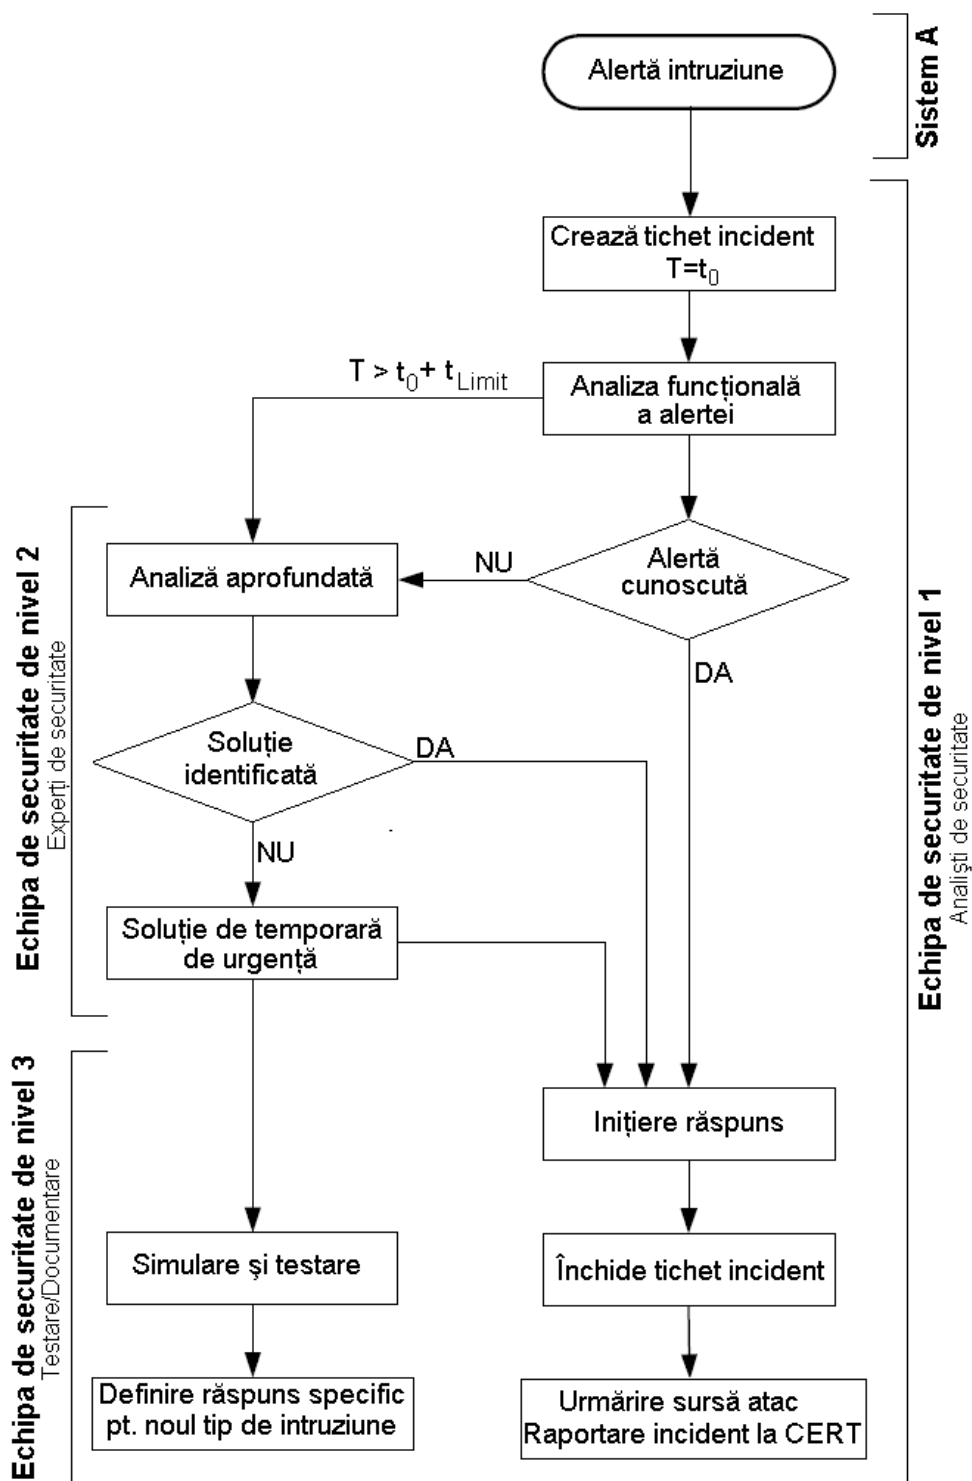 Alertă intruziune
Sistem A
Crează tichet incident
T=t0
T > t0 + tLimit
Analiza funcțională
a alertei
Analiză aprofundată
NU
Alertă
cunoscută
DA
Echipa de securitate de nivel 1
Analişti de securitate
Echipa de securitate de nivel 2
Experți de securitate
Soluție
identificată
DA
NU
Soluție de temporară
de urgență
Inițiere răspuns
Echipa de securitate de nivel 3
Testare/Documentare
Simulare şi testare
Închide tichet incident
Definire răspuns specific
pt. noul tip de intruziune
Urmărire sursă atac
Raportare incident la CERT